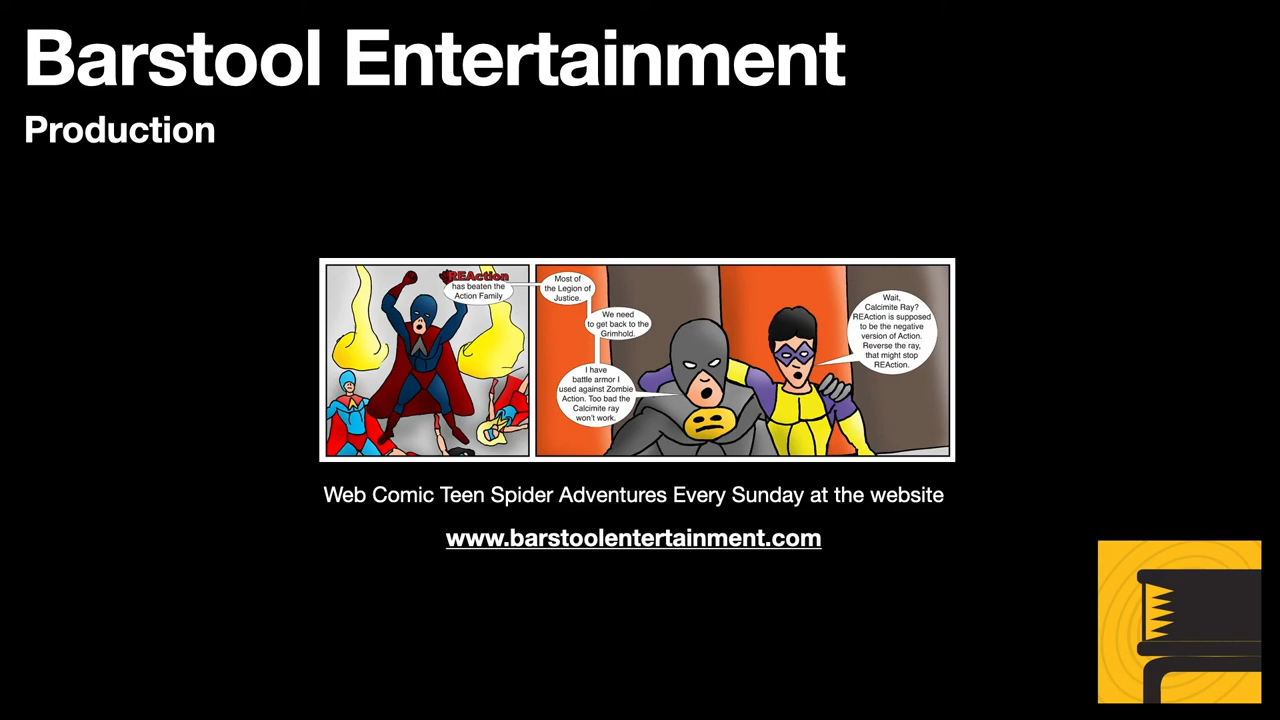 Barstool Entertainment
Production
REAction
has beaten the
Action Family
Most of
the Legion of
Justice.
We need
to get back to the
Grimhold.
I have
battle armor I
used against Zombie
Action. Too bad the
Calcimite ray
won't work.
Wait,
Calcimite Ray?
REAction is supposed
to be the negative
version of Action.
Reverse the ray,
that might stop
REAction.
Web Comic Teen Spider Adventures Every Sunday at the website
www.barstoolentertainment.com